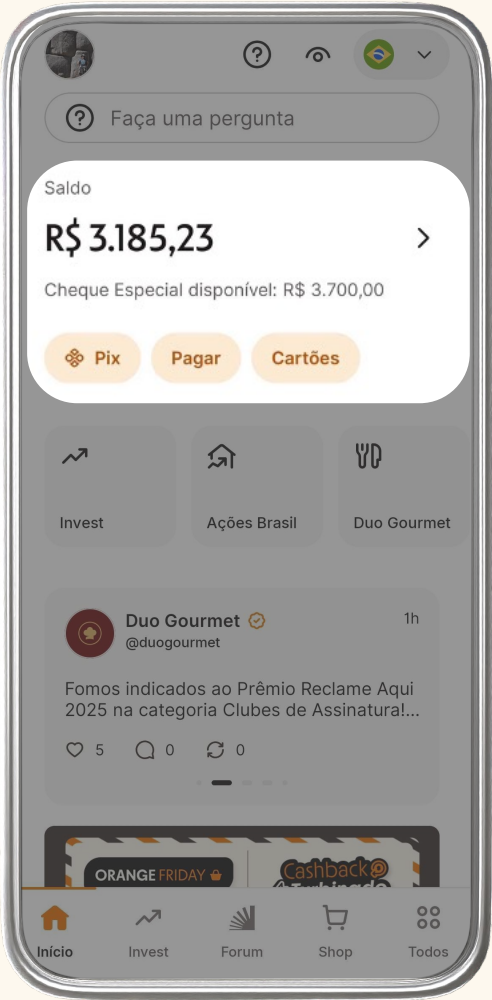 Faça uma pergunta
Saldo
R$ 3.185,23
Cheque Especial disponível: R$ 3.700,00
Pix
Pagar
Cartões
Invest
Ações Brasil
Duo Gourmet
Duo Gourmet
1h
@duogourmet
Fomos indicados ao Prêmio Reclame Aqui
2025 na categoria Clubes de Assinatura!...
5
0
0
ORANGE FRIDAY
Cashback
Turbinado
Início
Invest
Forum
Shop
Todos